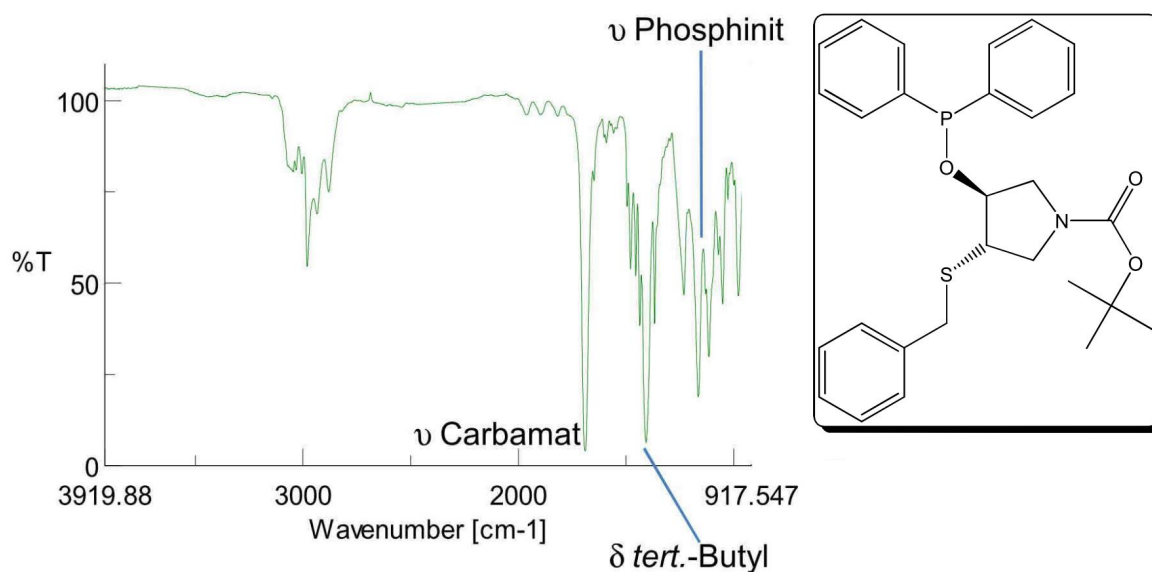 υ Phosphinit
100
%T
50
υ Carbamat
0
3919.88
3000
2000
917.547
Wavenumber [cm-1]
δ tert.-Butyl
P
O
O
N
O
S